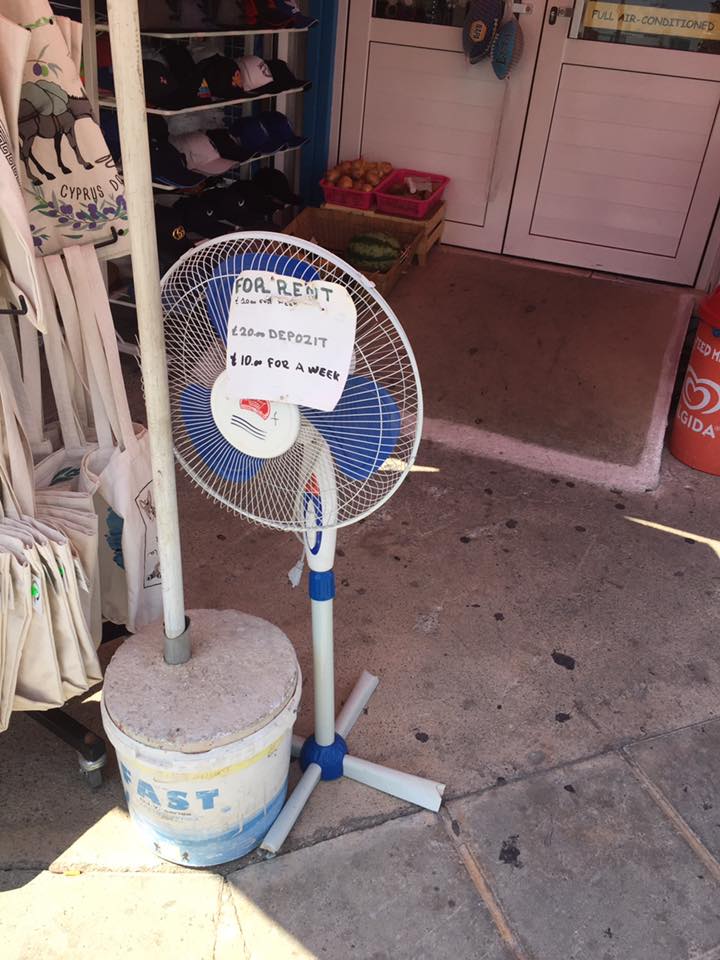 FULL AIR-CONDITIONED
CYPRUS
FOR RENT
£20.00 DEPOZIT
£10.00 FOR A WEEK
ALGIDA
FAST